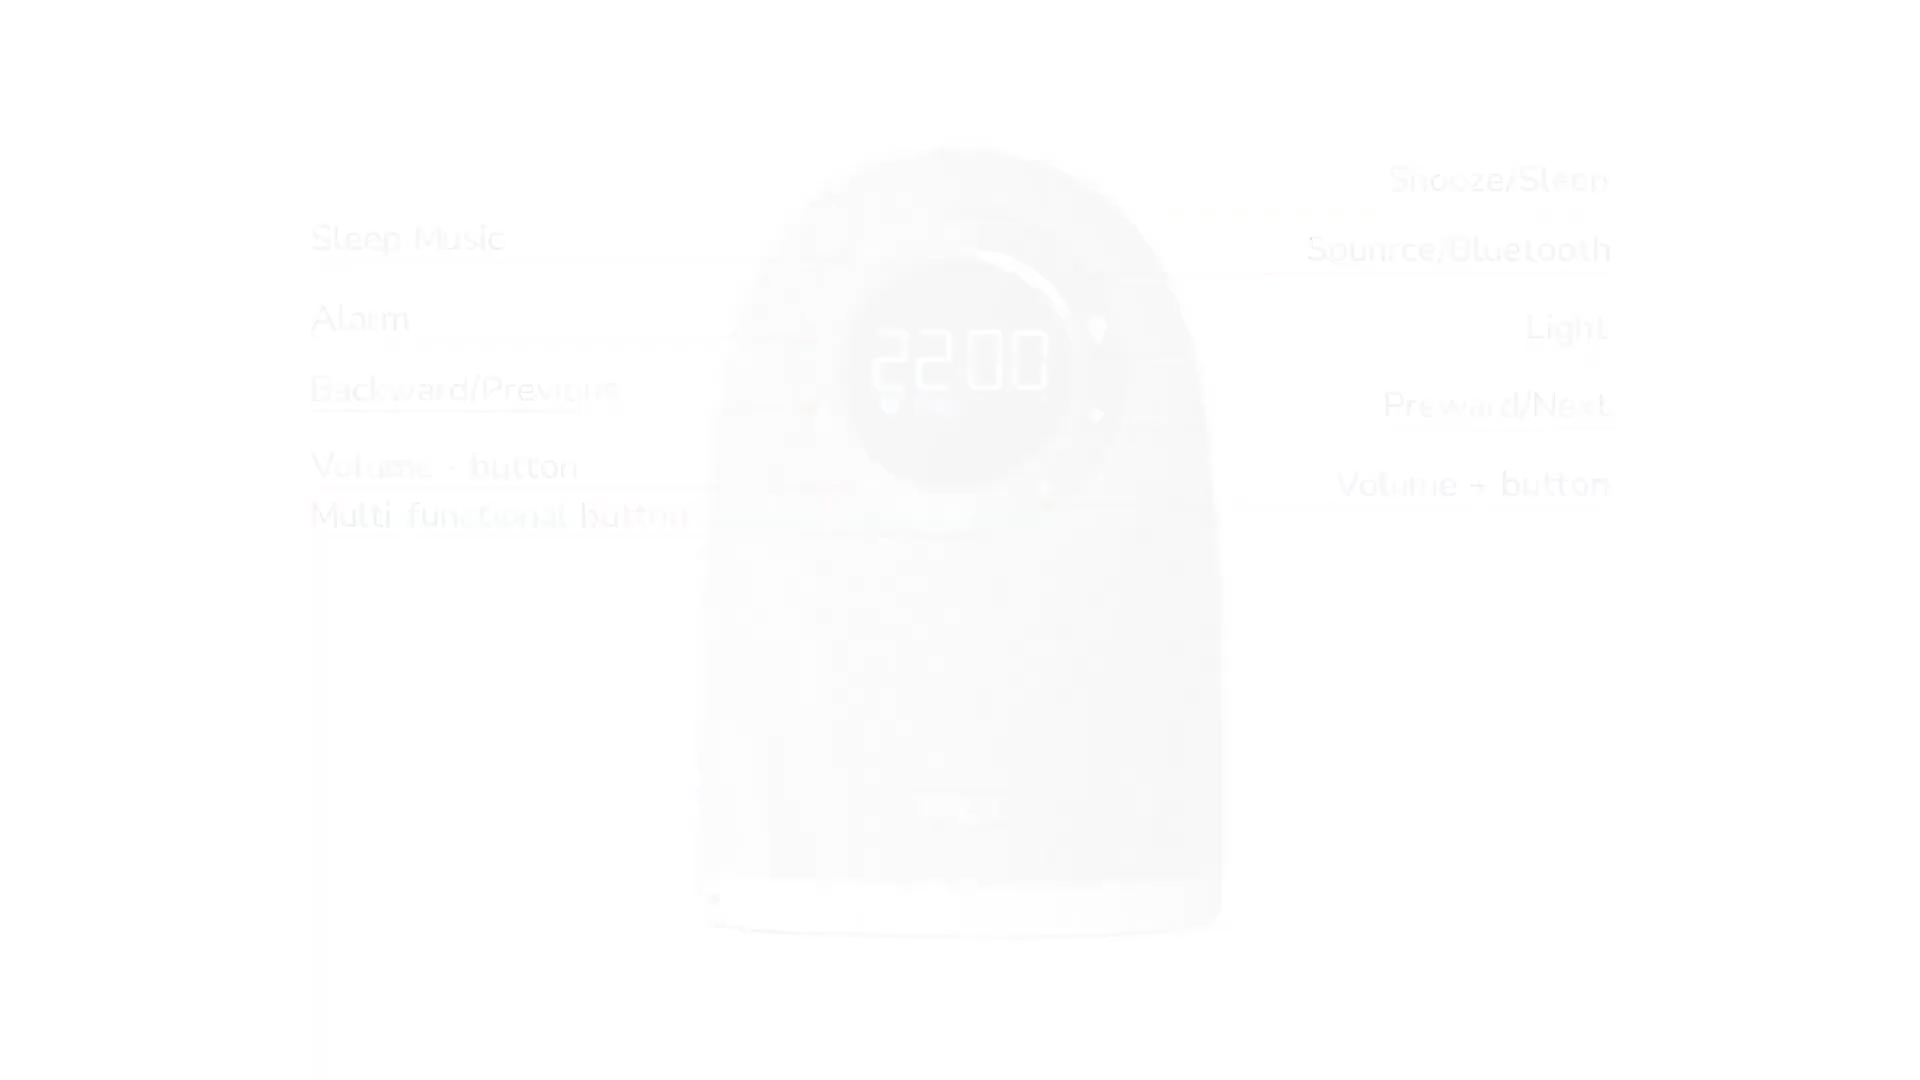 Snooze/Sleep
Sleep Music
Sounrce/Bluetooth
Alarm
Light
22:00
Backward/Previous
Preward/Next
Volume - button
Volume + button
Multi functional button